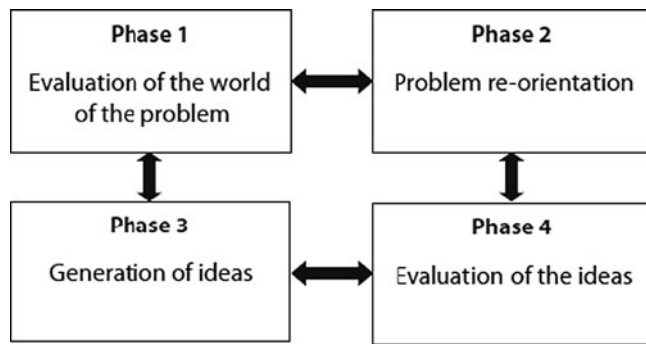 Phase 1
Evaluation of the world
of the problem
Phase 2
Problem re-orientation
Phase 3
Generation of ideas
Phase 4
Evaluation of the ideas